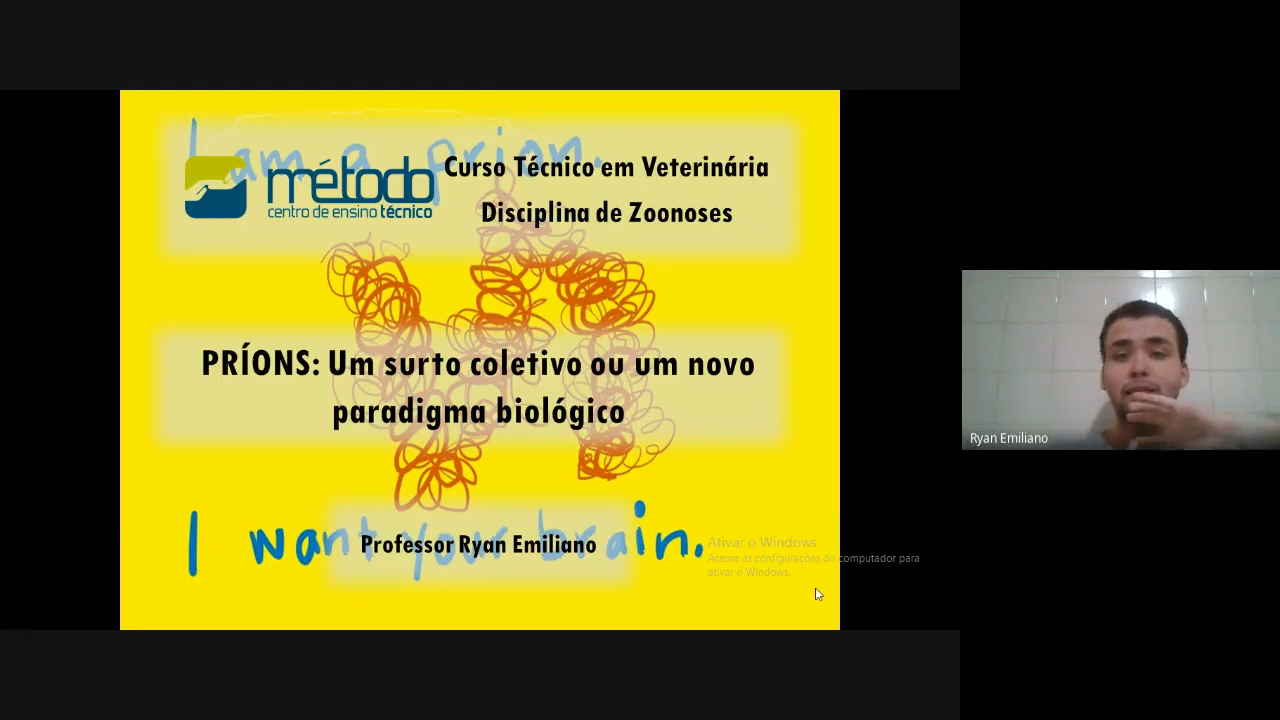 I am a prion.
método
centro de ensino técnico
Curso Técnico em Veterinária
Disciplina de Zoonoses
PRÍONS: Um surto coletivo ou um novo
paradigma biológico
I want your brain.
Professor Ryan Emiliano
Ativar o Windows
Acesse as configurações do computador para
ativar o Windows.
Ryan Emiliano